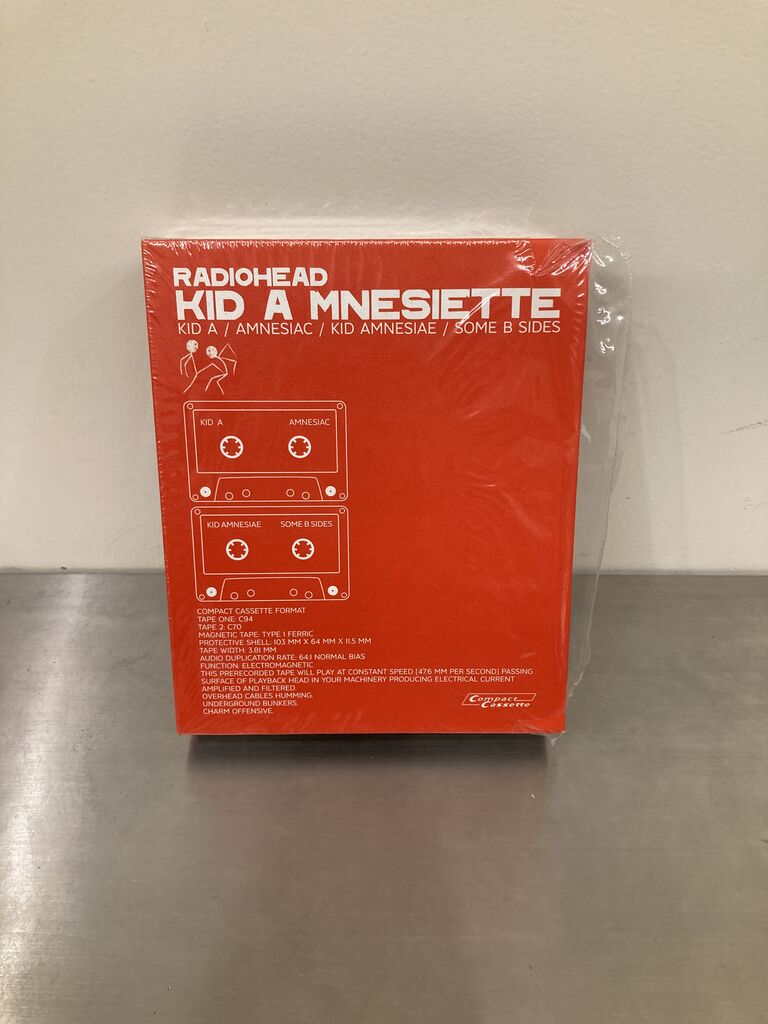 RADIOHEAD
KID A MNESIETTE
KID A / AMNESIAC / KID AMNESIAE / SOME B SIDES
KID A AMNESIAC
KID AMNESIAE SOME B SIDES
COMPACT CASSETTE FORMAT
TAPE ONE: C94
TAPE 2: C70
MAGNETIC TAPE: TYPE I FERRIC
PROTECTIVE SHELL: 103 MM X 64 MM X 11.5 MM
TAPE WIDTH: 3.81 MM
AUDIO DUPLICATION RATE: 64:1 NORMAL BIAS
FUNCTION: ELECTROMAGNETIC
THIS PRERECORDED TAPE WILL PLAY AT CONSTANT SPEED (47.6 MM PER SECOND) PASSING
SURFACE OF PLAYBACK HEAD IN YOUR MACHINERY PRODUCING ELECTRICAL CURRENT
AMPLIFIED AND FILTERED.
OVERHEAD CABLES HUMMING.
UNDERGROUND BUNKERS.
CHARM OFFENSIVE.
Compact
Cassette